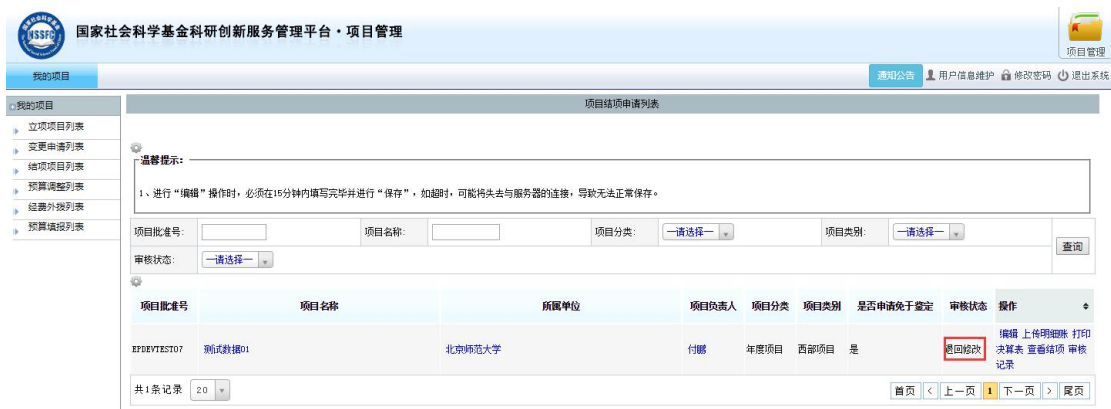 NSSFC
国家社会科学基金科研创新服务管理平台·项目管理
项目管理
我的项目
通知公告 用户信息维护 修改密码 退出系统
我的项目
立项项目列表
变更申请列表
结项项目列表
预算调整列表
经费外拨列表
预算填报列表
项目结项申请列表
温馨提示:
1、进行“编辑”操作时，必须在15分钟内填写完毕并进行“保存”，如超时，可能将失去与服务器的连接，导致无法正常保存。
项目批准号: 项目名称: 项目分类: 一请选择一 项目类别: 一请选择一
审核状态: 一请选择一
查询
项目批准号 项目名称 所属单位 项目负责人 项目分类 项目类别 是否申请免于鉴定 审核状态 操作
EPDEVTEST07 测试数据01 北京师范大学 付鹏 年度项目 西部项目 是 退回修改 编辑 上传明细账 打印
决算表 查看结项 审核
记录
共1条记录 20 首页 < 上一页 1 下一页 > 尾页